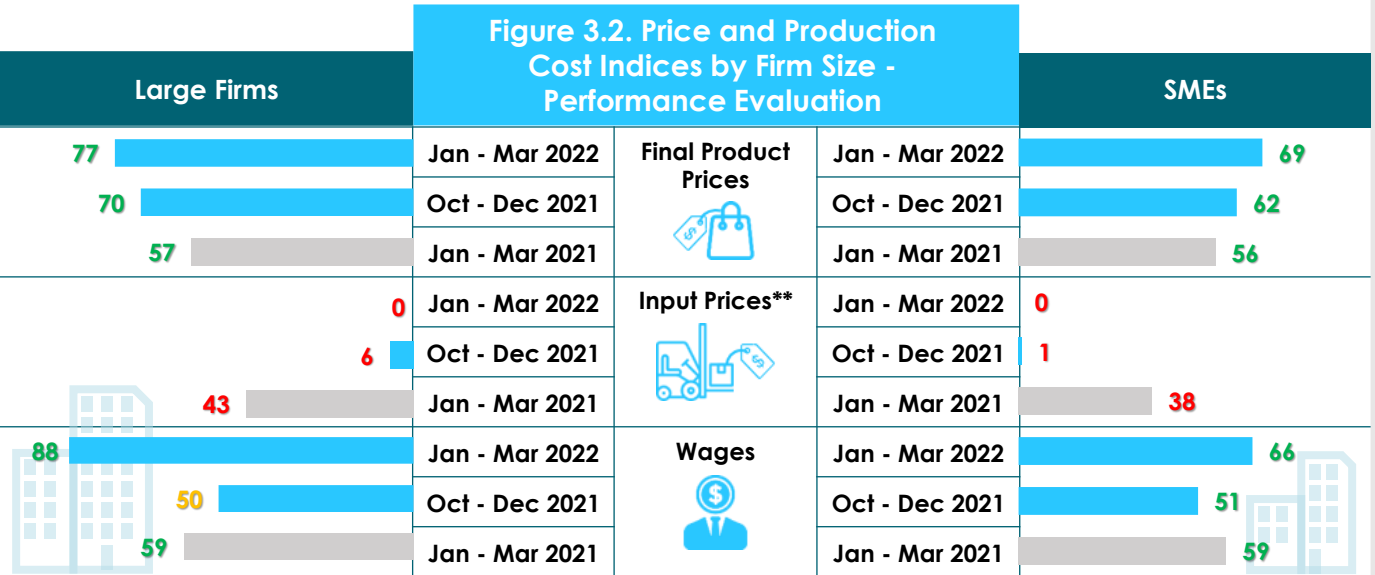 Figure 3.2. Price and Production
Cost Indices by Firm Size -
Performance Evaluation
Large Firms
SMEs
77 Jan - Mar 2022 Final Product Jan - Mar 2022 69
Prices
70 Oct - Dec 2021 Oct - Dec 2021 62
57 Jan - Mar 2021 Jan - Mar 2021 56
0 Jan - Mar 2022 Input Prices** Jan - Mar 2022 0
6 Oct - Dec 2021 Oct - Dec 2021 1
43 Jan - Mar 2021 Jan - Mar 2021 38
88 Jan - Mar 2022 Wages Jan - Mar 2022 66
50 Oct - Dec 2021 Oct - Dec 2021 51
59 Jan - Mar 2021 Jan - Mar 2021 59